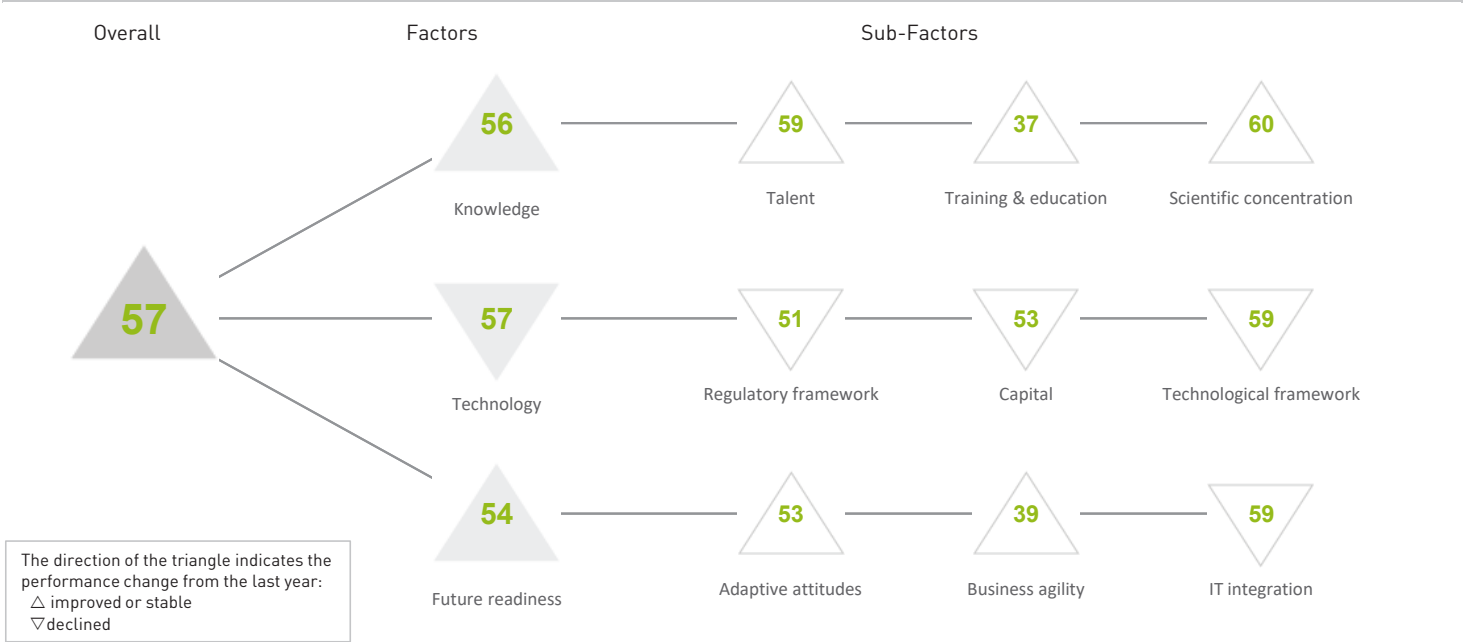 Overall Factors Sub-Factors
56 59 37 60
Knowledge Talent Training & education Scientific concentration
57
57 51 53 59
Technology Regulatory framework Capital Technological framework
54 53 39 59
Future readiness Adaptive attitudes Business agility IT integration
The direction of the triangle indicates the
performance change from the last year:
△ improved or stable
▽ declined